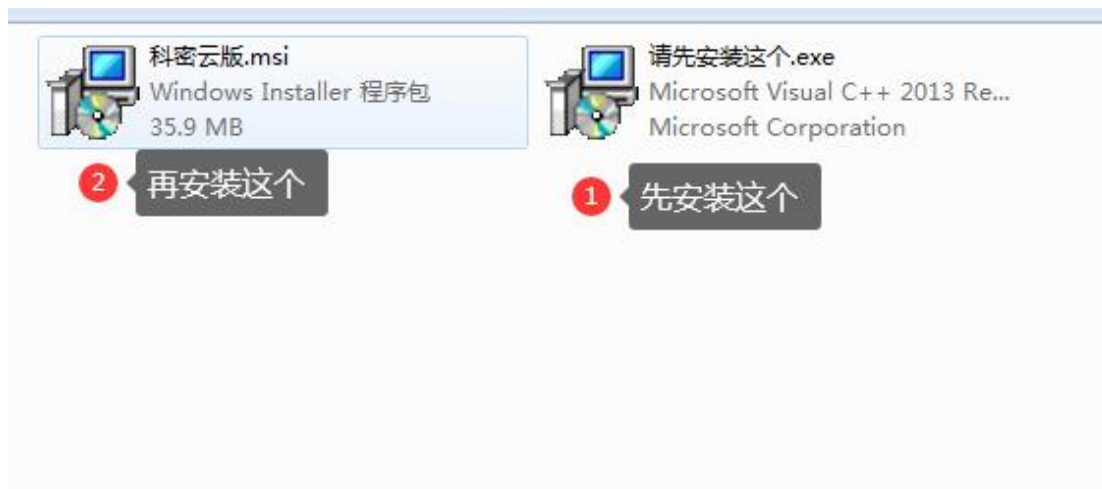 科密云版.msi
Windows Installer 程序包
35.9 MB
请先安装这个.exe
Microsoft Visual C++ 2013 Re...
Microsoft Corporation
2 再安装这个
1 先安装这个